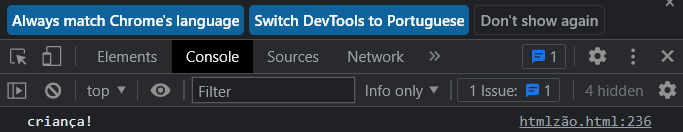 Always match Chrome's language Switch DevTools to Portuguese Don't show again
Elements Console Sources Network 1
top Filter Info only 1 Issue: 1 4 hidden
criança! htmlzão.html:236